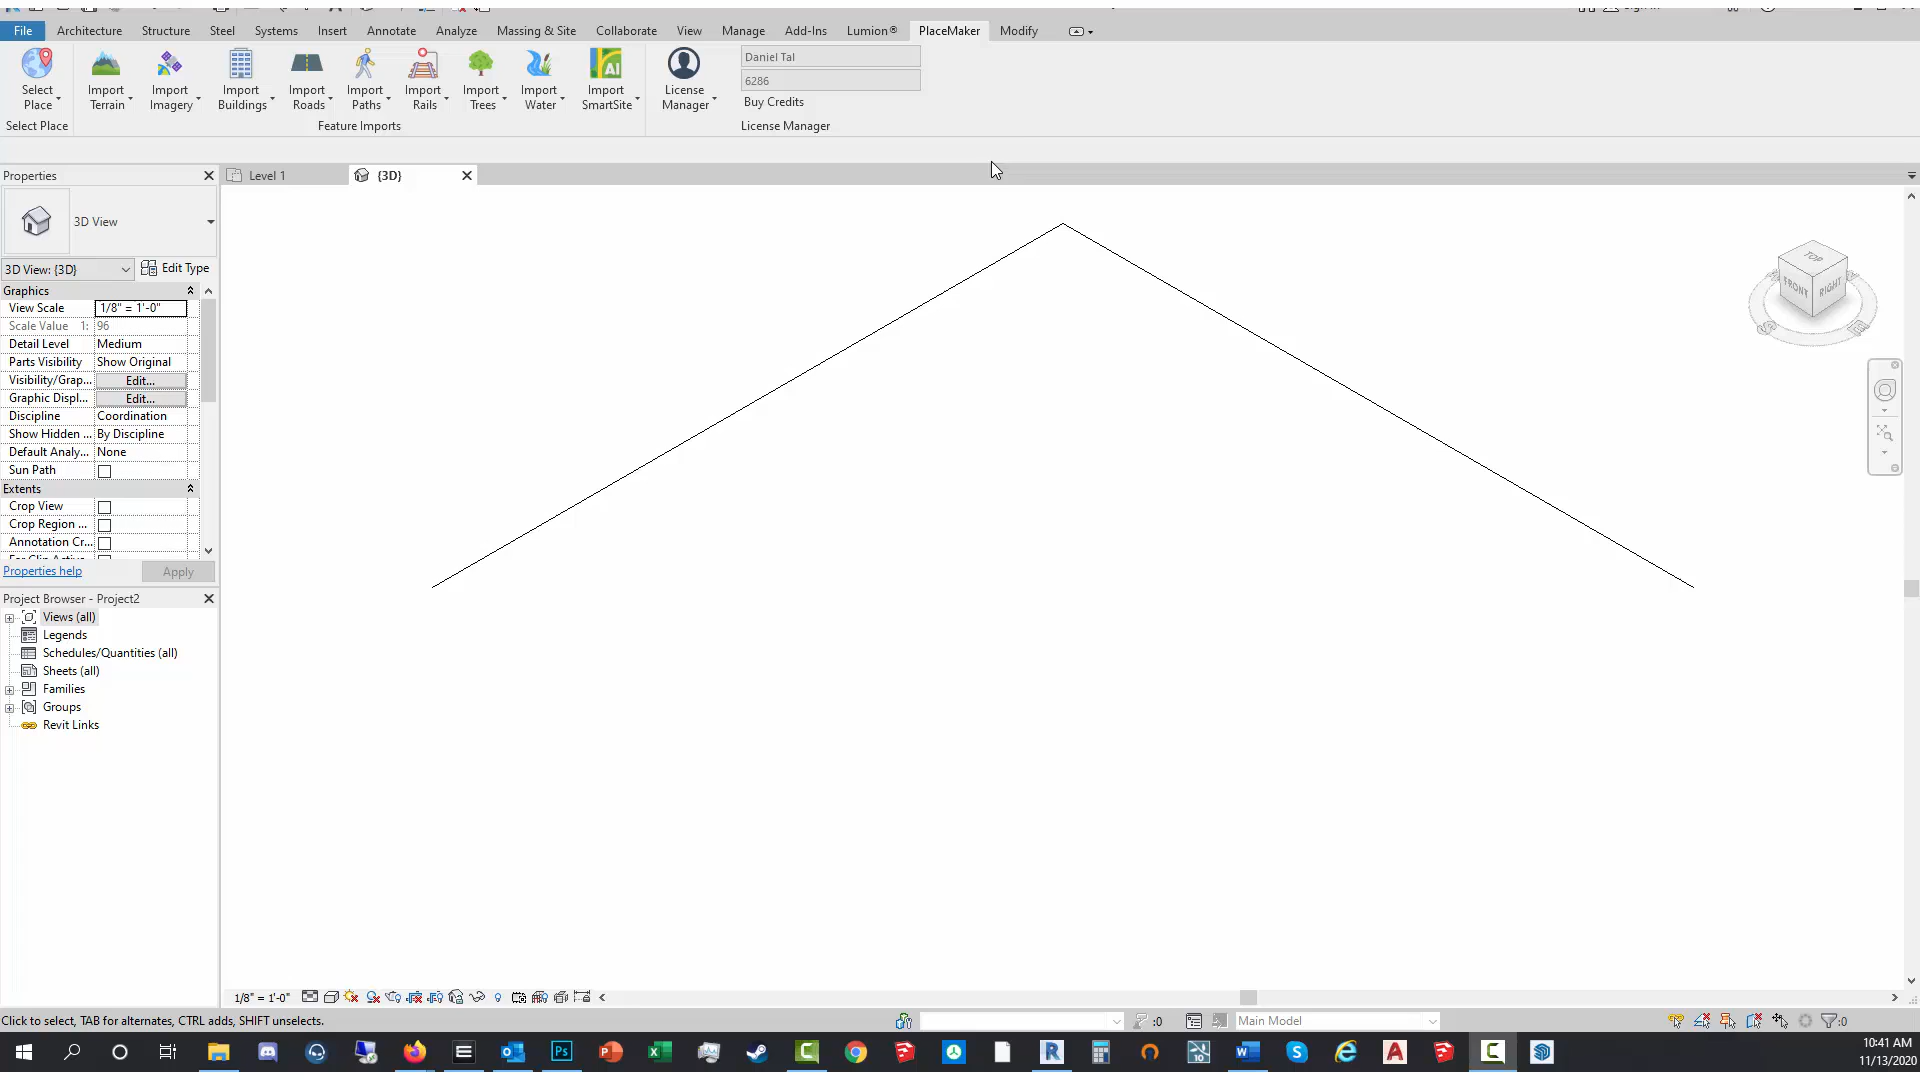 File Architecture Structure Steel Systems Insert Annotate Analyze Massing & Site Collaborate View Manage Add-Ins Lumion® PlaceMaker Modify
Select Place
Import Terrain
Import Imagery
Import Buildings
Import Roads
Import Paths
Import Rails
Import Trees
Import Water
Import SmartSite
License Manager
Daniel Tal
6286
Buy Credits
Select Place Feature Imports License Manager
Properties
Level 1
{3D}
3D View
3D View: {3D} Edit Type
Graphics
View Scale 1/8" = 1'-0"
Scale Value 1: 96
Detail Level Medium
Parts Visibility Show Original
Visibility/Grap... Edit...
Graphic Displ... Edit...
Discipline Coordination
Show Hidden ... By Discipline
Default Analy... None
Sun Path
Extents
Crop View
Crop Region ...
Annotation Cr...
Properties help Apply
Project Browser - Project2
Views (all)
Legends
Schedules/Quantities (all)
Sheets (all)
Families
Groups
Revit Links
TOP
FRONT RIGHT
S E
1/8" = 1'-0"
Click to select, TAB for alternates, CTRL adds, SHIFT unselects.
:0
Main Model
:0
10:41 AM
11/13/2020